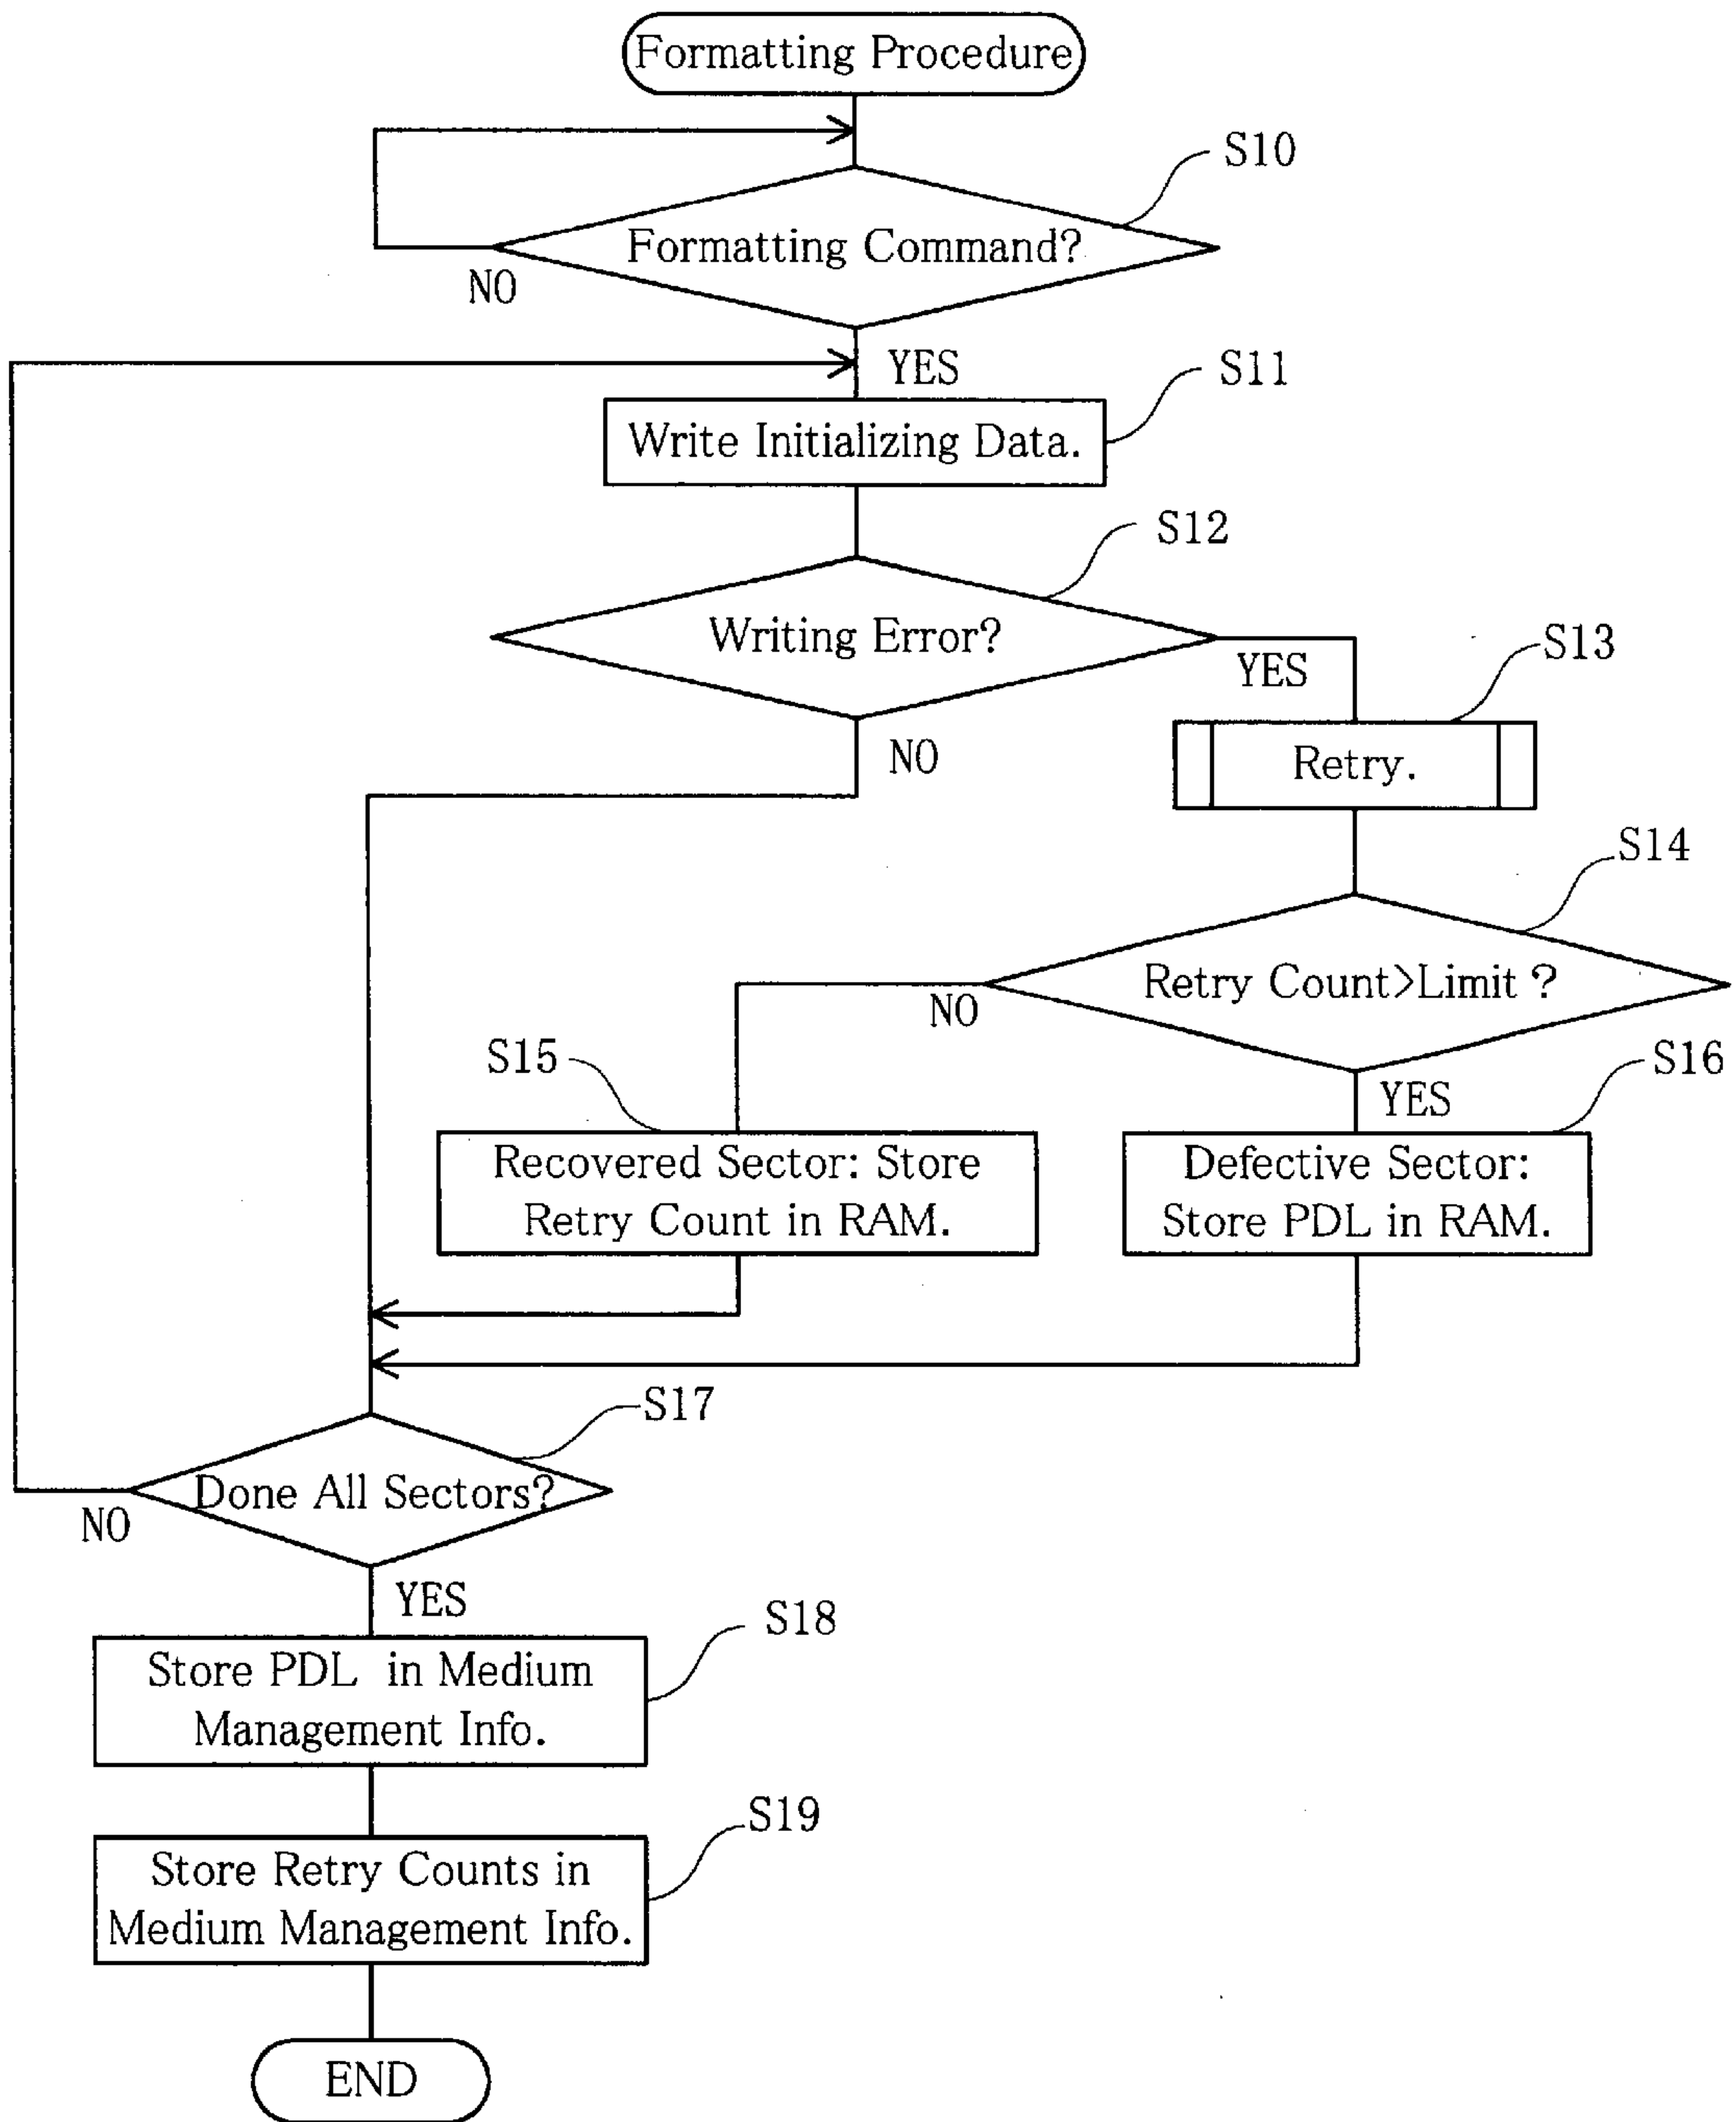 Formatting Procedure
S10
Formatting Command?
NO
YES
S11
Write Initializing Data.
S12
Writing Error?
YES
S13
NO
Retry.
S14
Retry Count>Limit ?
NO
S15
S16
YES
Recovered Sector: Store
Retry Count in RAM.
Defective Sector:
Store PDL in RAM.
S17
Done All Sectors?
NO
YES
S18
Store PDL in Medium
Management Info.
S19
Store Retry Counts in
Medium Management Info.
END